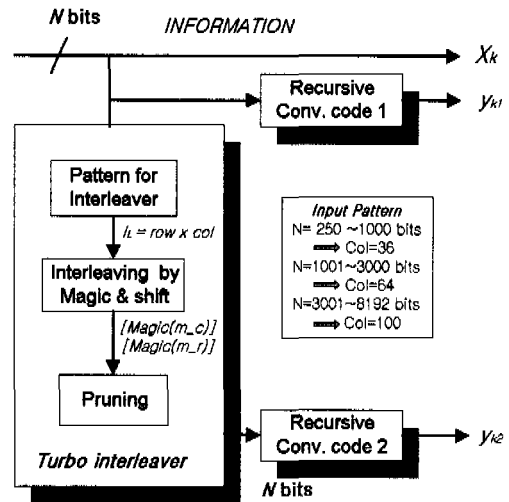 N bits
INFORMATION
Xk
Recursive
Conv. code 1
yk1
Pattern for
Interleaver
IL = row x col
Interleaving by
Magic & shift
[Magic(m_c)]
[Magic(m_r)]
Pruning
Turbo interleaver
Input Pattern
N= 250 ~1000 bits
⟹ Col=36
N=1001~3000 bits
⟹ Col=64
N=3001~8192 bits
⟹ Col=100
Recursive
Conv. code 2
yk2
N bits